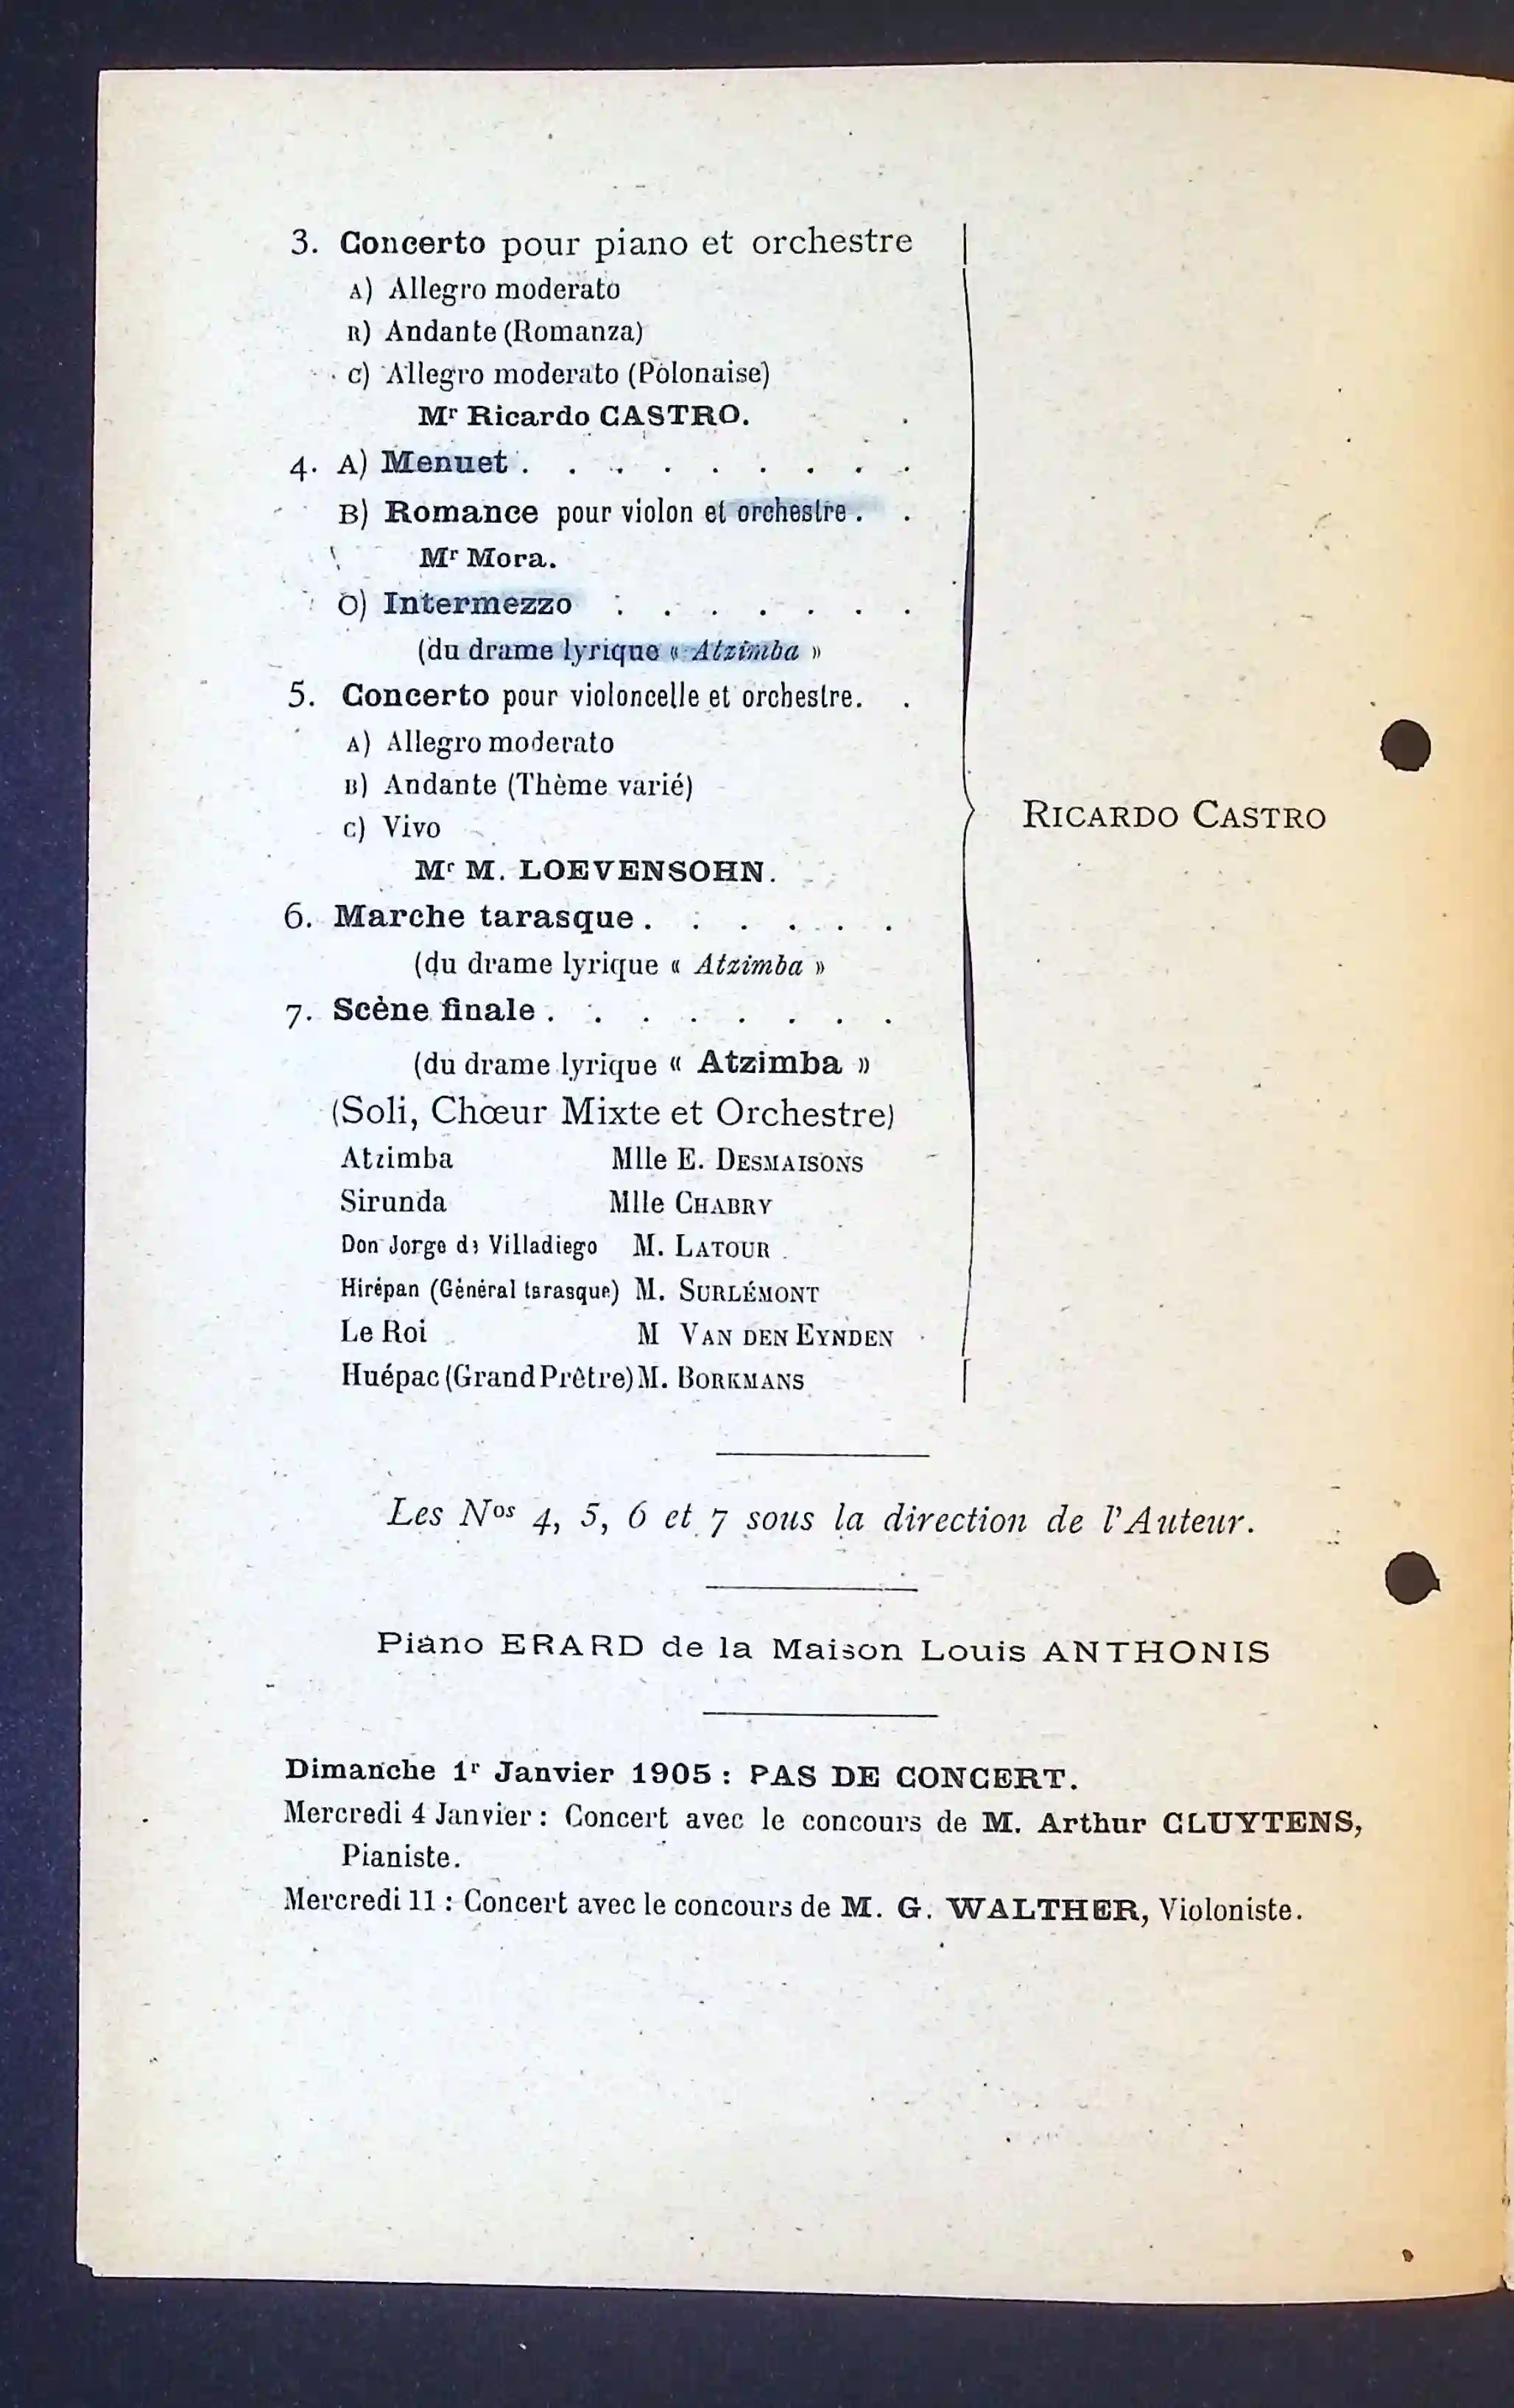 3. Concerto pour piano et orchestre
A) Allegro moderato
B) Andante (Romanza)
C) Allegro moderato (Polonaise)
Mr Ricardo CASTRO.
4. A) Menuet . . . . . . . . .
B) Romance pour violon et orchestre . .
Mr Mora.
C) Intermezzo . . . . . . .
(du drame lyrique « Atzimba »
5. Concerto pour violoncelle et orchestre. .
A) Allegro moderato
B) Andante (Thème varié)
C) Vivo
RICARDO CASTRO
Mr M. LOEVENSOHN.
6. Marche tarasque . . . . . .
(du drame lyrique « Atzimba »
7. Scène finale . . . . . . . .
(du drame lyrique « Atzimba »
(Soli, Chœur Mixte et Orchestre)
Atzimba Mlle E. DESMAISONS
Sirunda Mlle CHABRY
Don Jorge de Villadiego M. LATOUR
Hirépan (Général tarasque) M. SURLÉMONT
Le Roi M VAN DEN EYNDEN
Huépac (Grand Prêtre) M. BORKMANS
Les Nos 4, 5, 6 et 7 sous la direction de l'Auteur.
Piano ERARD de la Maison Louis ANTHONIS
Dimanche 1r Janvier 1905 : PAS DE CONCERT.
Mercredi 4 Janvier : Concert avec le concours de M. Arthur CLUYTENS,
Pianiste.
Mercredi 11 : Concert avec le concours de M. G. WALTHER, Violoniste.